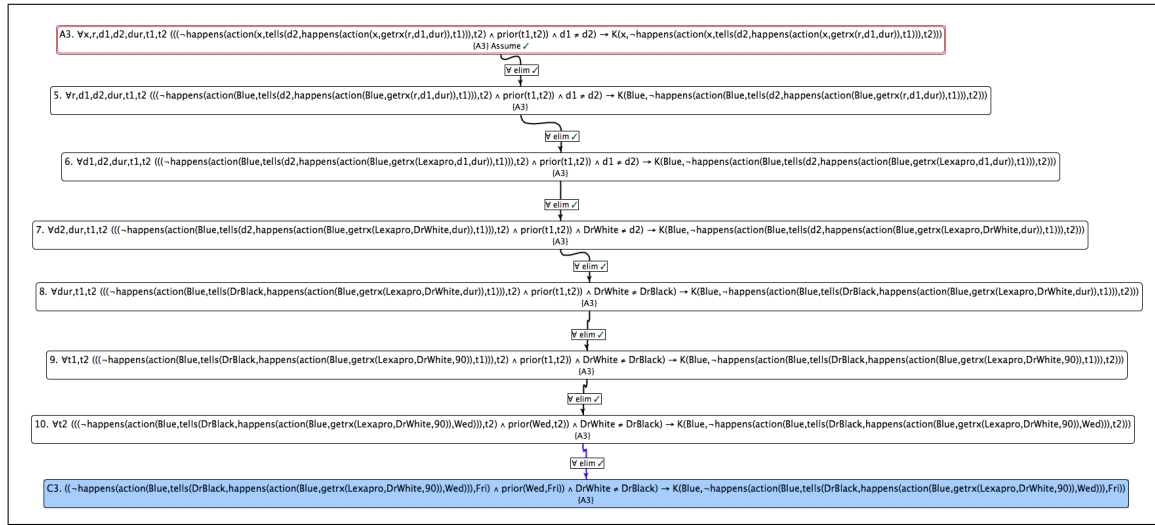 A3. ∀x,r,d1,d2,dur,t1,t2 (((¬happens(action(x,tells(d2,happens(action(x,getrx(r,d1,dur)),t1))),t2) ∧ prior(t1,t2)) ∧ d1 ≠ d2) → K(x,¬happens(action(x,tells(d2,happens(action(x,getrx(r,d1,dur)),t1))),t2)))
{A3} Assume ✓
∀ elim ✓
5. ∀r,d1,d2,dur,t1,t2 (((¬happens(action(Blue,tells(d2,happens(action(Blue,getrx(r,d1,dur)),t1))),t2) ∧ prior(t1,t2)) ∧ d1 ≠ d2) → K(Blue,¬happens(action(Blue,tells(d2,happens(action(Blue,getrx(r,d1,dur)),t1))),t2)))
{A3}
∀ elim ✓
6. ∀d1,d2,dur,t1,t2 (((¬happens(action(Blue,tells(d2,happens(action(Blue,getrx(Lexapro,d1,dur)),t1))),t2) ∧ prior(t1,t2)) ∧ d1 ≠ d2) → K(Blue,¬happens(action(Blue,tells(d2,happens(action(Blue,getrx(Lexapro,d1,dur)),t1))),t2)))
{A3}
∀ elim ✓
7. ∀d2,dur,t1,t2 (((¬happens(action(Blue,tells(d2,happens(action(Blue,getrx(Lexapro,DrWhite,dur)),t1))),t2) ∧ prior(t1,t2)) ∧ DrWhite ≠ d2) → K(Blue,¬happens(action(Blue,tells(d2,happens(action(Blue,getrx(Lexapro,DrWhite,dur)),t1))),t2)))
{A3}
∀ elim ✓
8. ∀dur,t1,t2 (((¬happens(action(Blue,tells(DrBlack,happens(action(Blue,getrx(Lexapro,DrWhite,dur)),t1))),t2) ∧ prior(t1,t2)) ∧ DrWhite ≠ DrBlack) → K(Blue,¬happens(action(Blue,tells(DrBlack,happens(action(Blue,getrx(Lexapro,DrWhite,dur)),t1))),t2)))
{A3}
∀ elim ✓
9. ∀t1,t2 (((¬happens(action(Blue,tells(DrBlack,happens(action(Blue,getrx(Lexapro,DrWhite,90)),t1))),t2) ∧ prior(t1,t2)) ∧ DrWhite ≠ DrBlack) → K(Blue,¬happens(action(Blue,tells(DrBlack,happens(action(Blue,getrx(Lexapro,DrWhite,90)),t1))),t2)))
{A3}
∀ elim ✓
10. ∀t2 (((¬happens(action(Blue,tells(DrBlack,happens(action(Blue,getrx(Lexapro,DrWhite,90)),Wed))),t2) ∧ prior(Wed,t2)) ∧ DrWhite ≠ DrBlack) → K(Blue,¬happens(action(Blue,tells(DrBlack,happens(action(Blue,getrx(Lexapro,DrWhite,90)),Wed))),t2)))
{A3}
∀ elim ✓
C3. ((¬happens(action(Blue,tells(DrBlack,happens(action(Blue,getrx(Lexapro,DrWhite,90)),Wed))),Fri) ∧ prior(Wed,Fri)) ∧ DrWhite ≠ DrBlack) → K(Blue,¬happens(action(Blue,tells(DrBlack,happens(action(Blue,getrx(Lexapro,DrWhite,90)),Wed))),Fri))
{A3}